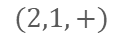 (2,1, +)